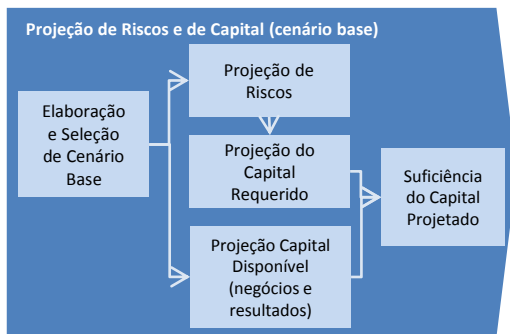 Projeção de Riscos e de Capital (cenário base)
Elaboração
e Seleção
de Cenário
Base
Projeção de
Riscos
Projeção do
Capital
Requerido
Projeção Capital
Disponível
(negócios e
resultados)
Suficiência
do Capital
Projetado